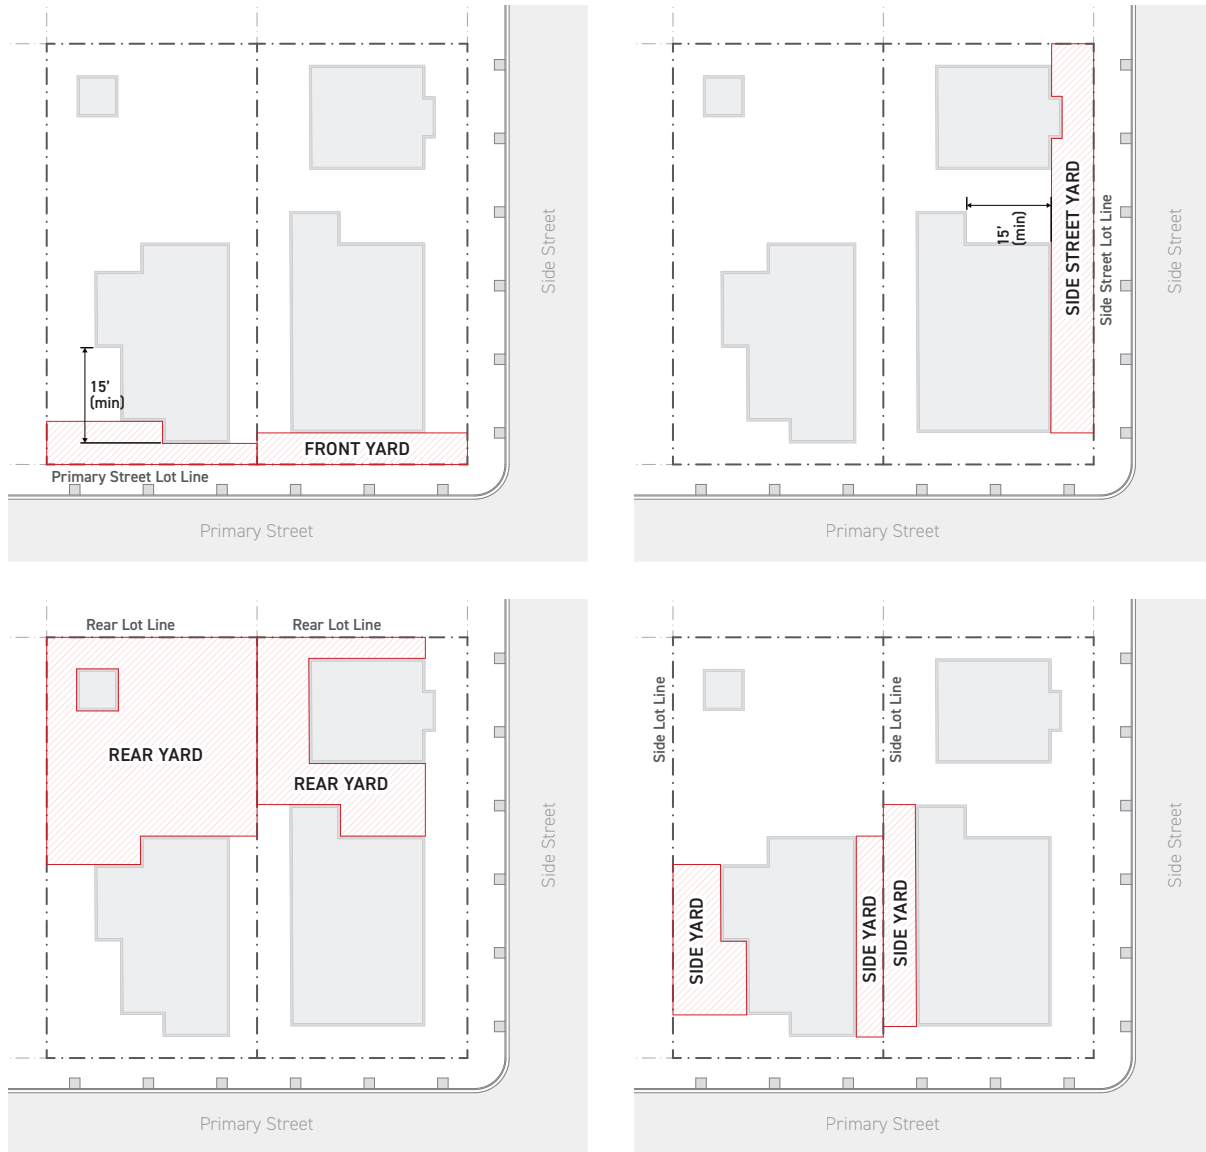 Side Street
15'
(min)
FRONT YARD
Primary Street Lot Line
Primary Street
15'
(min)
SIDE STREET YARD
Side Street Lot Line
Side Street
Primary Street
Rear Lot Line
Rear Lot Line
REAR YARD
REAR YARD
Side Street
Primary Street
Side Lot Line
Side Lot Line
SIDE YARD
SIDE YARD
SIDE YARD
Side Street
Primary Street